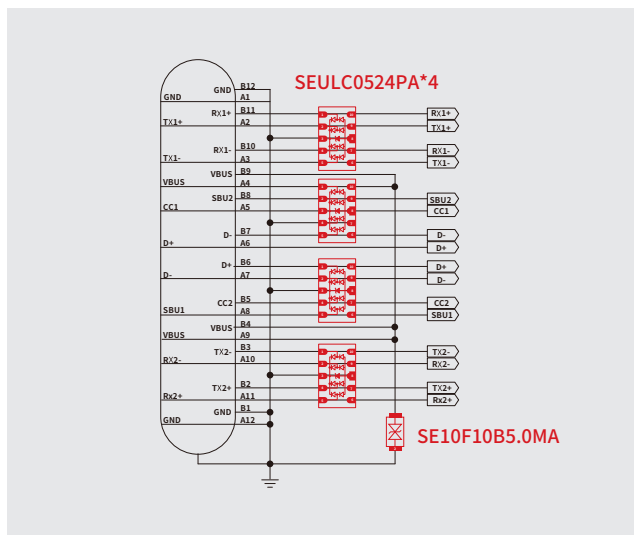 SEULC0524PA*4
GND B12
GND A1
RX1+ B11 RX1+
TX1+ A2 TX1+
RX1- B10 RX1-
TX1- A3 TX1-
VBUS B9
VBUS A4
SBU2 B8 SBU2
CC1 A5 CC1
D- B7 D-
D+ A6 D+
D+ B6 D+
D- A7 D-
CC2 B5 CC2
SBU1 A8 SBU1
VBUS B4
VBUS A9
TX2- B3 TX2-
RX2- A10 RX2-
TX2+ B2 TX2+
Rx2+ A11 Rx2+
GND B1
GND A12
SE10F10B5.0MA